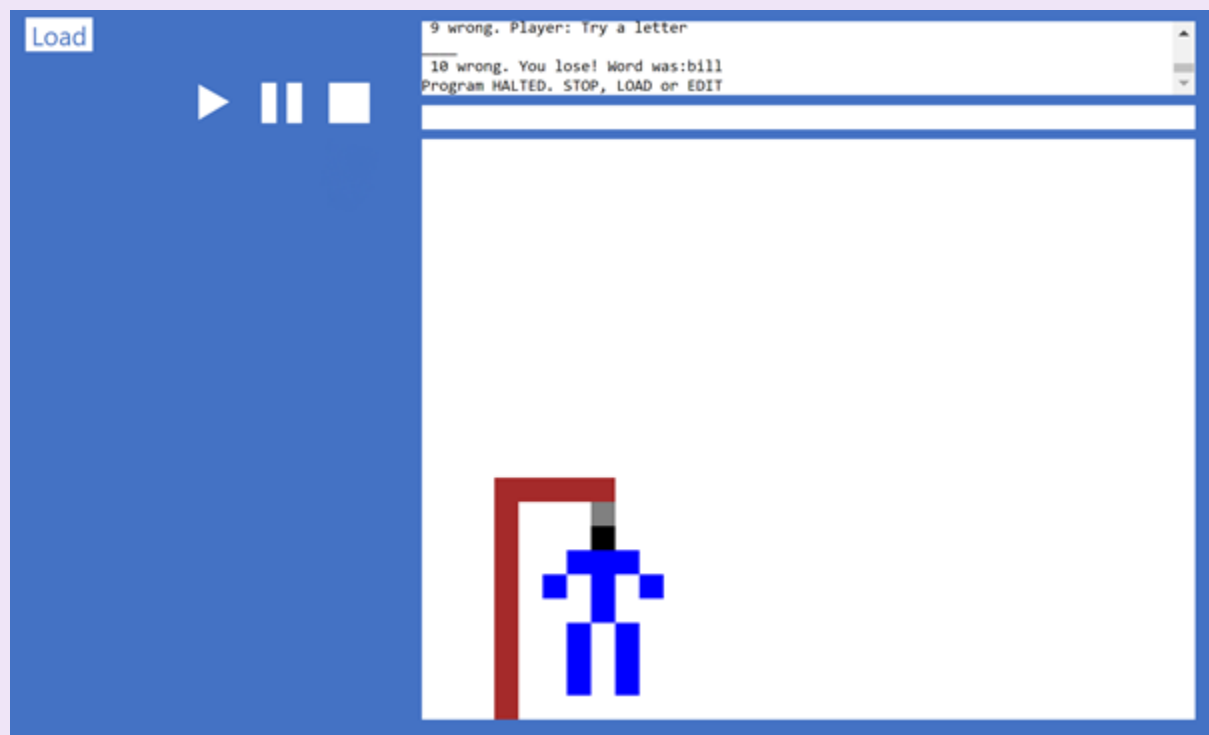 Load
9 wrong. Player: Try a letter
____
10 wrong. You lose! Word was:bill
Program HALTED. STOP, LOAD or EDIT